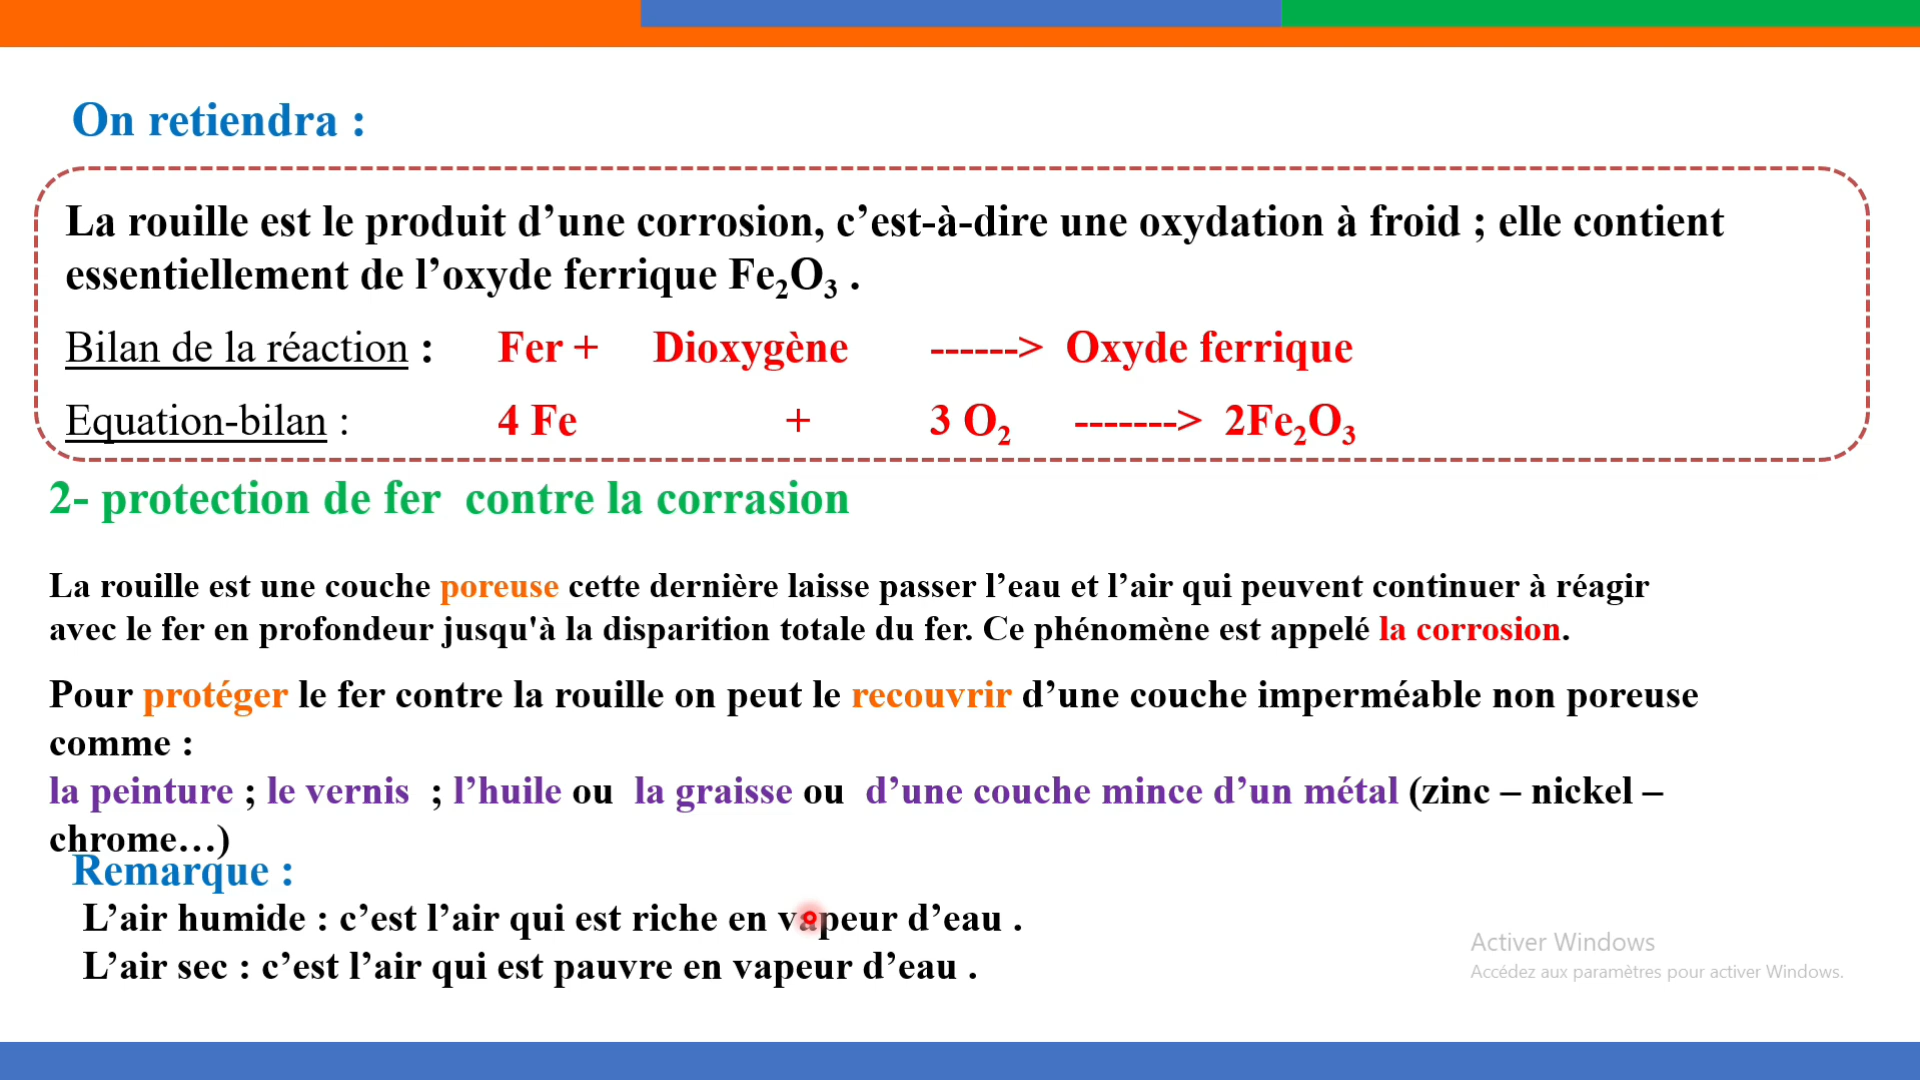 On retiendra :
La rouille est le produit d’une corrosion, c’est-à-dire une oxydation à froid ; elle contient
essentiellement de l’oxyde ferrique Fe₂O₃ .
Bilan de la réaction : Fer + Dioxygène ------> Oxyde ferrique
Equation-bilan : 4 Fe + 3 O₂ -------> 2Fe₂O₃
2- protection de fer contre la corrasion
La rouille est une couche poreuse cette dernière laisse passer l’eau et l’air qui peuvent continuer à réagir
avec le fer en profondeur jusqu'à la disparition totale du fer. Ce phénomène est appelé la corrosion.
Pour protéger le fer contre la rouille on peut le recouvrir d’une couche imperméable non poreuse
comme :
la peinture ; le vernis ; l’huile ou la graisse ou d’une couche mince d’un métal (zinc – nickel –
chrome…)
Remarque :
L’air humide : c’est l’air qui est riche en vapeur d’eau .
L’air sec : c’est l’air qui est pauvre en vapeur d’eau .
Activer Windows
Accédez aux paramètres pour activer Windows.